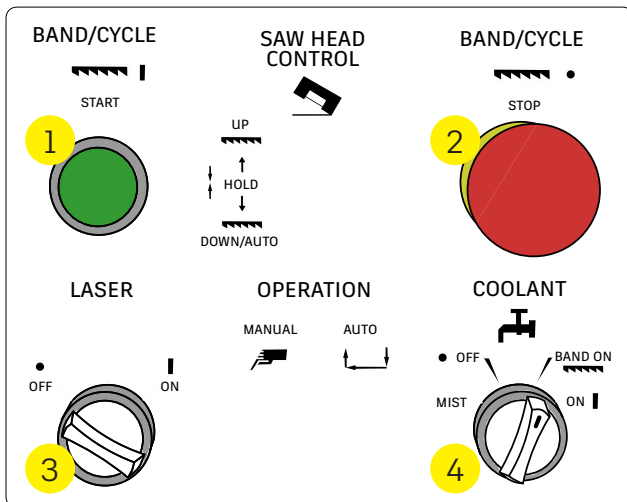 BAND/CYCLE
START
1
SAW HEAD
CONTROL
UP
HOLD
DOWN/AUTO
BAND/CYCLE
STOP
2
LASER
OFF
ON
3
OPERATION
MANUAL
AUTO
COOLANT
OFF
BAND ON
MIST
ON
4